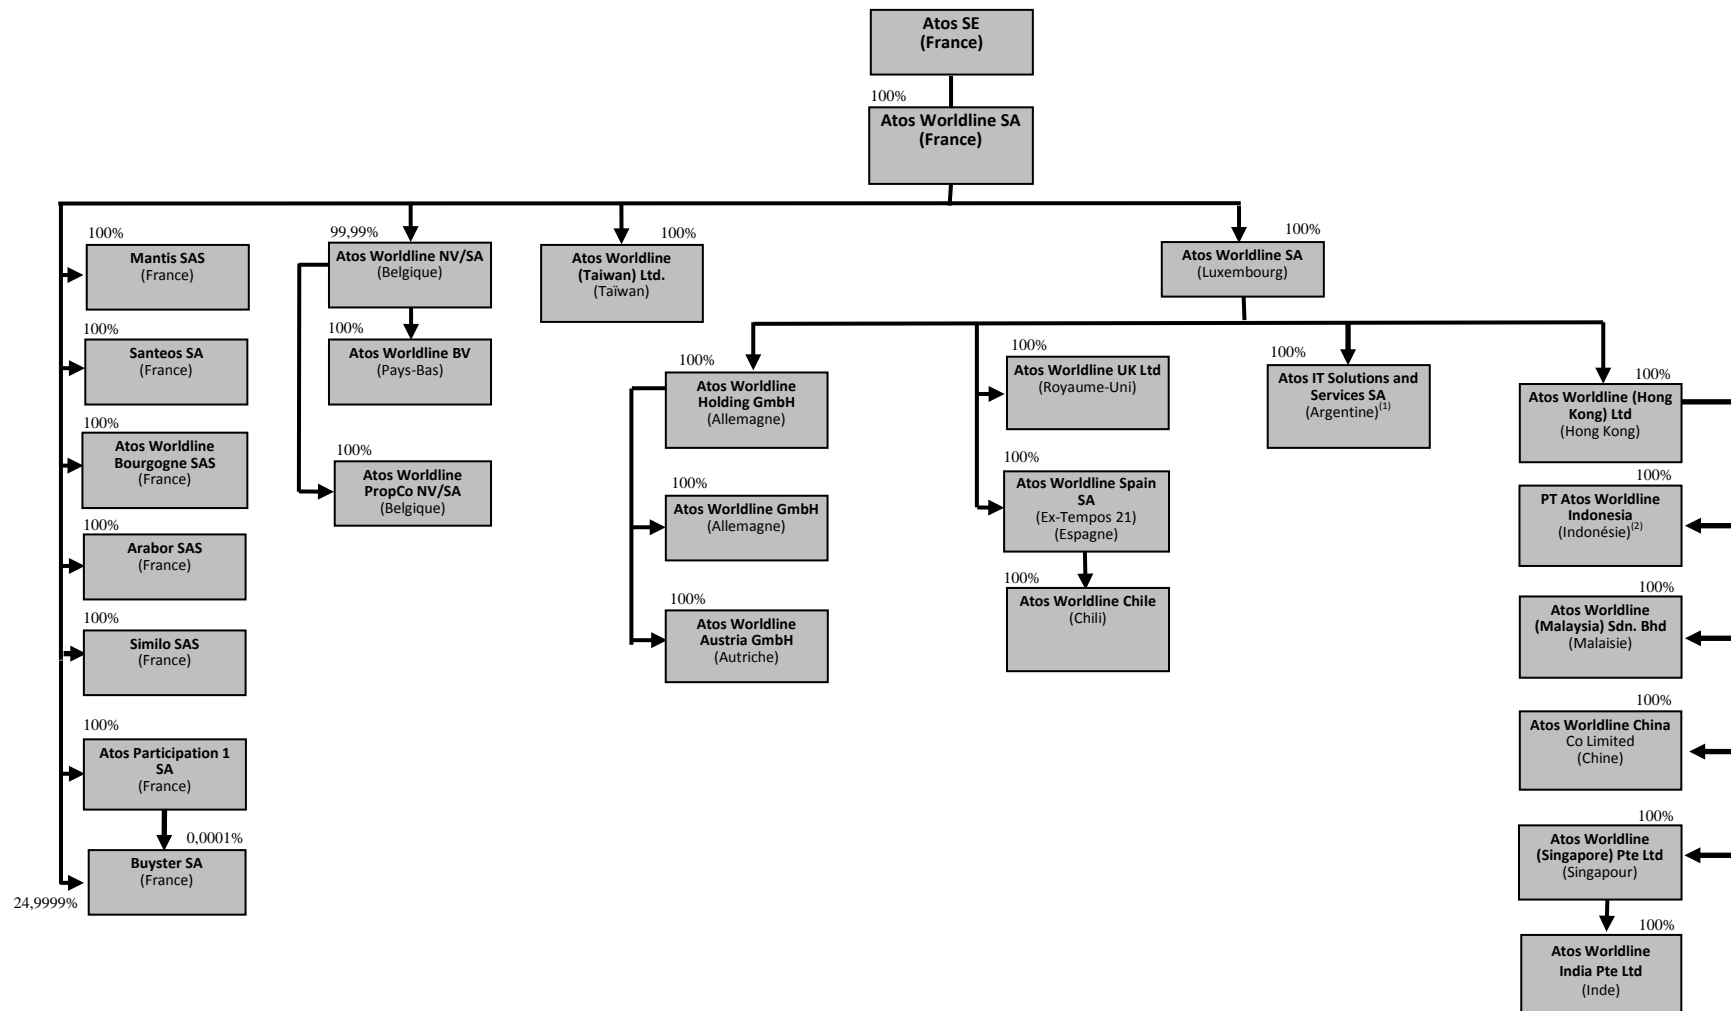 Atos SE
(France)
100%
Atos Worldline SA
(France)
100%
Mantis SAS
(France)
100%
Santeos SA
(France)
100%
Atos Worldline
Bourgogne SAS
(France)
100%
Arabor SAS
(France)
100%
Similo SAS
(France)
100%
Atos Participation 1
SA
(France)
0,0001%
Buyster SA
(France)
24,9999%
99,99%
Atos Worldline NV/SA
(Belgique)
100%
Atos Worldline BV
(Pays-Bas)
100%
Atos Worldline
PropCo NV/SA
(Belgique)
100%
Atos Worldline
(Taiwan) Ltd.
(Taïwan)
100%
Atos Worldline SA
(Luxembourg)
100%
Atos Worldline
Holding GmbH
(Allemagne)
100%
Atos Worldline GmbH
(Allemagne)
100%
Atos Worldline
Austria GmbH
(Autriche)
100%
Atos Worldline UK Ltd
(Royaume-Uni)
100%
Atos Worldline Spain
SA
(Ex-Tempos 21)
(Espagne)
100%
Atos Worldline Chile
(Chili)
100%
Atos IT Solutions and
Services SA
(Argentine)(1)
100%
Atos Worldline (Hong
Kong) Ltd
(Hong Kong)
100%
PT Atos Worldline
Indonesia
(Indonésie)(2)
100%
Atos Worldline
(Malaysia) Sdn. Bhd
(Malaisie)
100%
Atos Worldline China
Co Limited
(Chine)
100%
Atos Worldline
(Singapore) Pte Ltd
(Singapour)
100%
Atos Worldline
India Pte Ltd
(Inde)